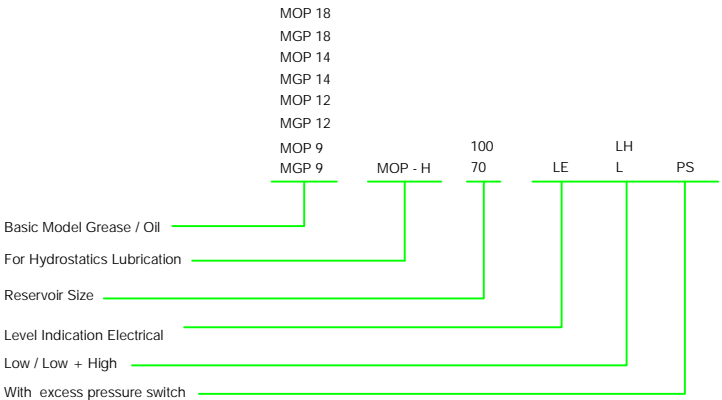 MOP 18
MGP 18
MOP 14
MGP 14
MOP 12
MGP 12
MOP 9 100 LH
MGP 9 MOP - H 70 LE L PS
Basic Model Grease / Oil
For Hydrostatics Lubrication
Reservoir Size
Level Indication Electrical
Low / Low + High
With excess pressure switch